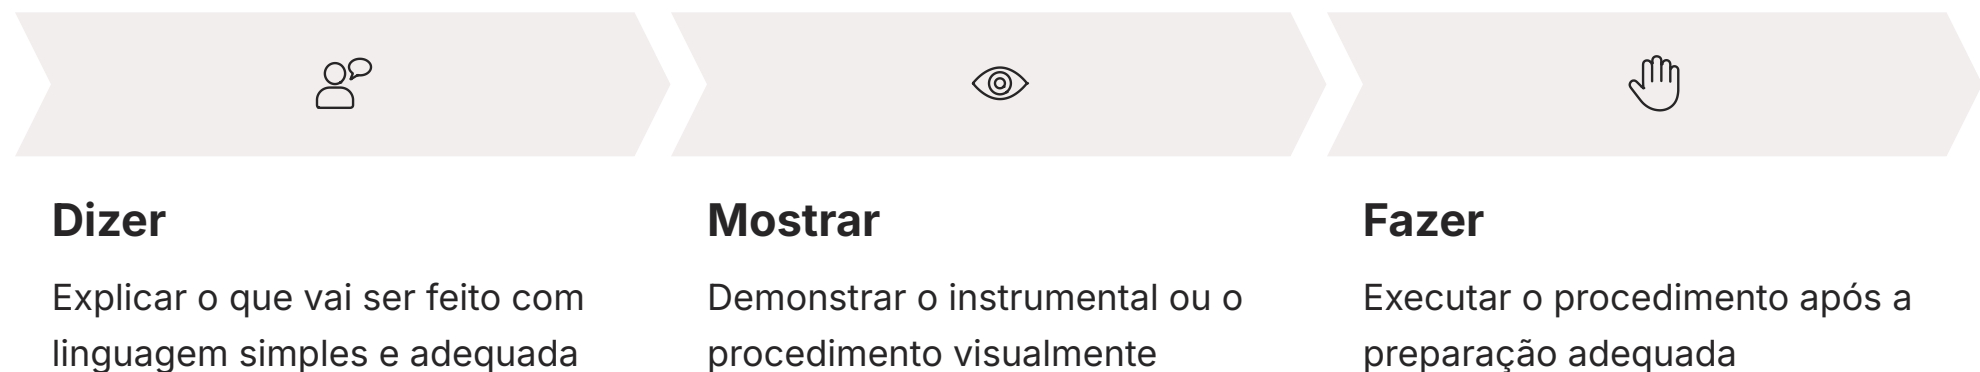 Dizer
Explicar o que vai ser feito com
linguagem simples e adequada
Mostrar
Demonstrar o instrumental ou o
procedimento visualmente
Fazer
Executar o procedimento após a
preparação adequada